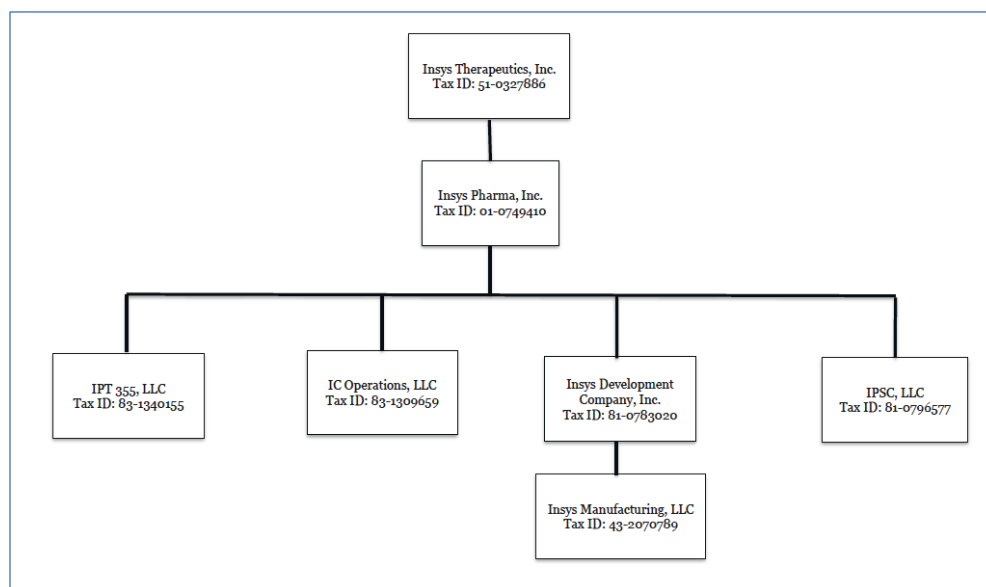 Insys Therapeutics, Inc.
Tax ID: 51-0327886
Insys Pharma, Inc.
Tax ID: 01-0749410
IPT 355, LLC
Tax ID: 83-1340155
IC Operations, LLC
Tax ID: 83-1309659
Insys Development
Company, Inc.
Tax ID: 81-0783020
IPSC, LLC
Tax ID: 81-0796577
Insys Manufacturing, LLC
Tax ID: 43-2070789